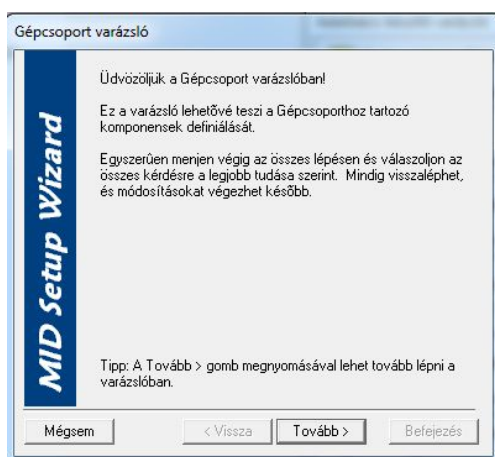 Gépcsoport varázsló
MID Setup Wizard
Üdvözöljük a Gépcsoport varázslóban!
Ez a varázsló lehetővé teszi a Gépcsoporthoz tartozó
komponensek definiálását.
Egyszerûen menjen végig az összes lépésen és válaszoljon az
összes kérdésre a legjobb tudása szerint. Mindig visszaléphet,
és módosításokat végezhet késõbb.
Tipp: A Tovább > gomb megnyomásával lehet tovább lépni a
varázslóban.
Mégsem
< Vissza
Tovább >
Befejezés